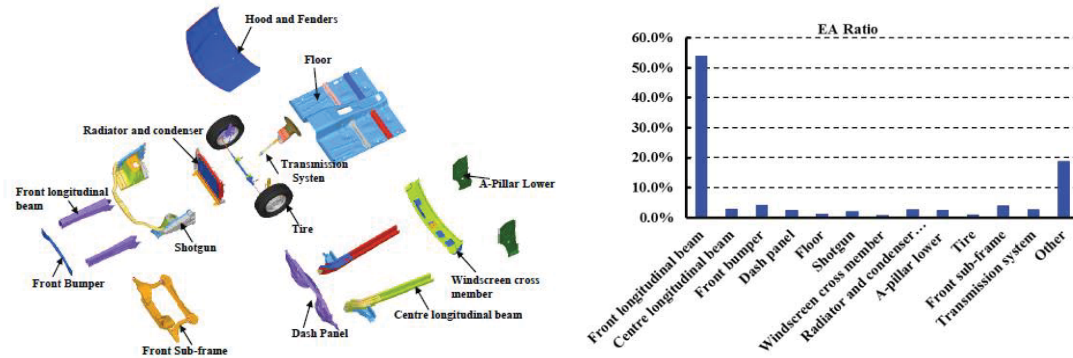 Hood and Fenders
Floor
Radiator and condenser
Transmission
Systen
A-Pillar Lower
Front longitudinal
beam
Shotgun
Tire
Front Bumper
Windscreen cross
member
Dash Panel
Centre longitudinal beam
Front Sub-frame
EA Ratio
60.0%
50.0%
40.0%
30.0%
20.0%
10.0%
0.0%
Front longitudinal beam
Centre longitudinal beam
Front bumper
Dash panel
Floor
Shotgun
Windscreen cross member
Radiator and condenser…
A-pillar lower
Tire
Front sub-frame
Transmission system
Other